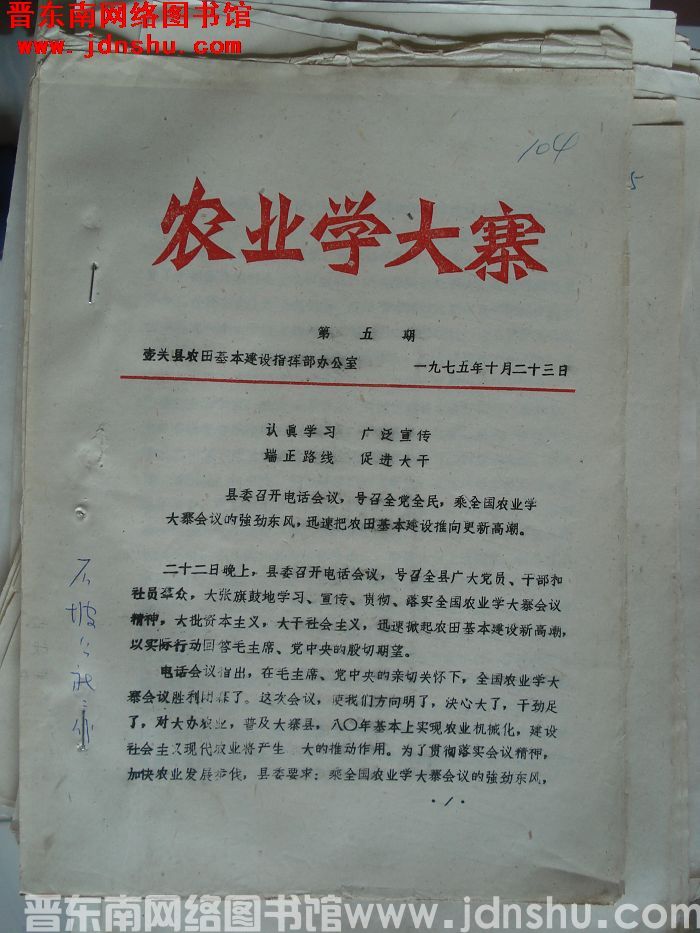 晋东南网络图书馆
www.jdnshu.com
104
5
农业学大寨
第 五 期
壶关县农田基本建设指挥部办公室 一九七五年十月二十三日
认真学习 广泛宣传
端正路线 促进大干
县委召开电话会议，号召全党全民，乘全国农业学
大寨会议的強劲东风，迅速把农田基本建设推向更新高潮。
二十二日晚上，县委召开电话会议，号召全县广大党员、干部和
社员羣众，大张旗鼓地学习、宣传、贯彻、落实全国农业学大寨会议
精神，大批资本主义，大干社会主义，迅速掀起农田基本建设新高潮，
以实际行动回答毛主席、党中央的殷切期望。
电话会议指出，在毛主席、党中央的亲切关怀下，全国农业学大
寨会议胜利闭幕了。这次会议，使我们方向明了，决心大了，干劲足
了，对大办农业，普及大寨县，八〇年基本上实现农业机械化，建设
社会主义现代农业将产生 大的推动作用。为了贯彻落实会议精神，
加快农业发展步伐，县委要求：乘全国农业学大寨会议的強劲东风，
·1·
石坡公社
晋东南网络图书馆www.jdnshu.com